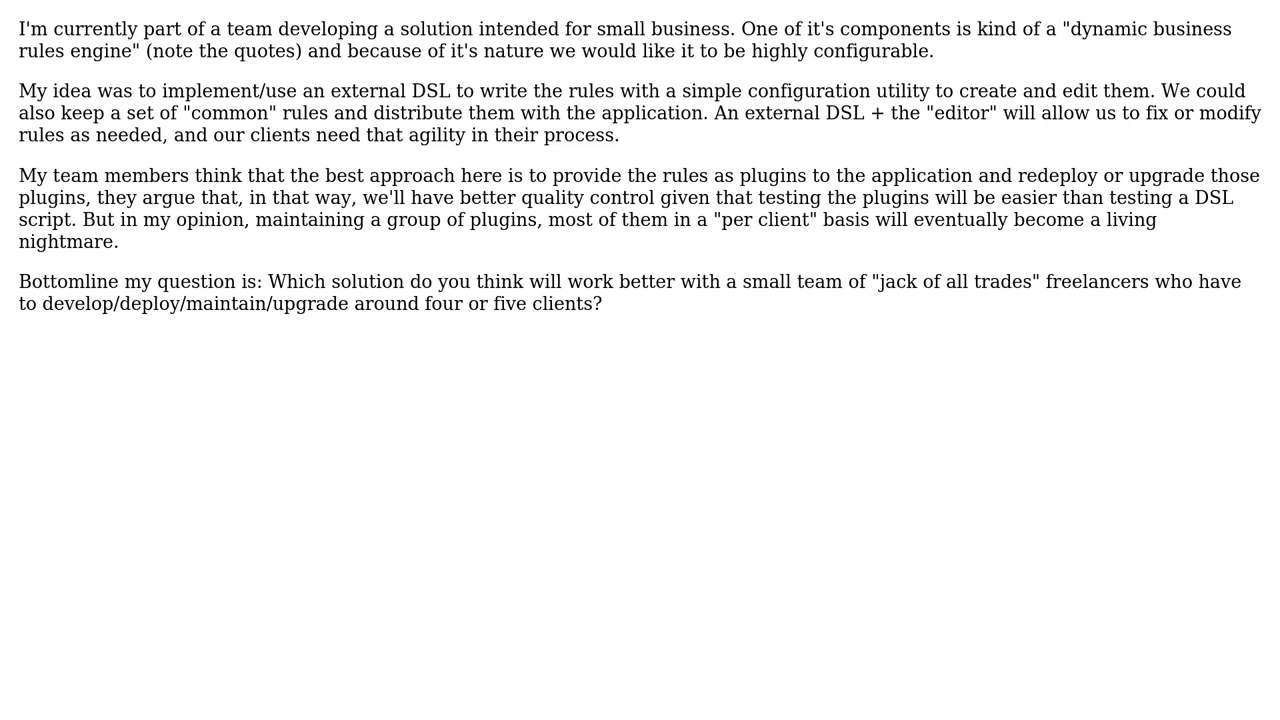 I'm currently part of a team developing a solution intended for small business. One of it's components is kind of a "dynamic business
rules engine" (note the quotes) and because of it's nature we would like it to be highly configurable.
My idea was to implement/use an external DSL to write the rules with a simple configuration utility to create and edit them. We could
also keep a set of "common" rules and distribute them with the application. An external DSL + the "editor" will allow us to fix or modify
rules as needed, and our clients need that agility in their process.
My team members think that the best approach here is to provide the rules as plugins to the application and redeploy or upgrade those
plugins, they argue that, in that way, we'll have better quality control given that testing the plugins will be easier than testing a DSL
script. But in my opinion, maintaining a group of plugins, most of them in a "per client" basis will eventually become a living
nightmare.
Bottomline my question is: Which solution do you think will work better with a small team of "jack of all trades" freelancers who have
to develop/deploy/maintain/upgrade around four or five clients?